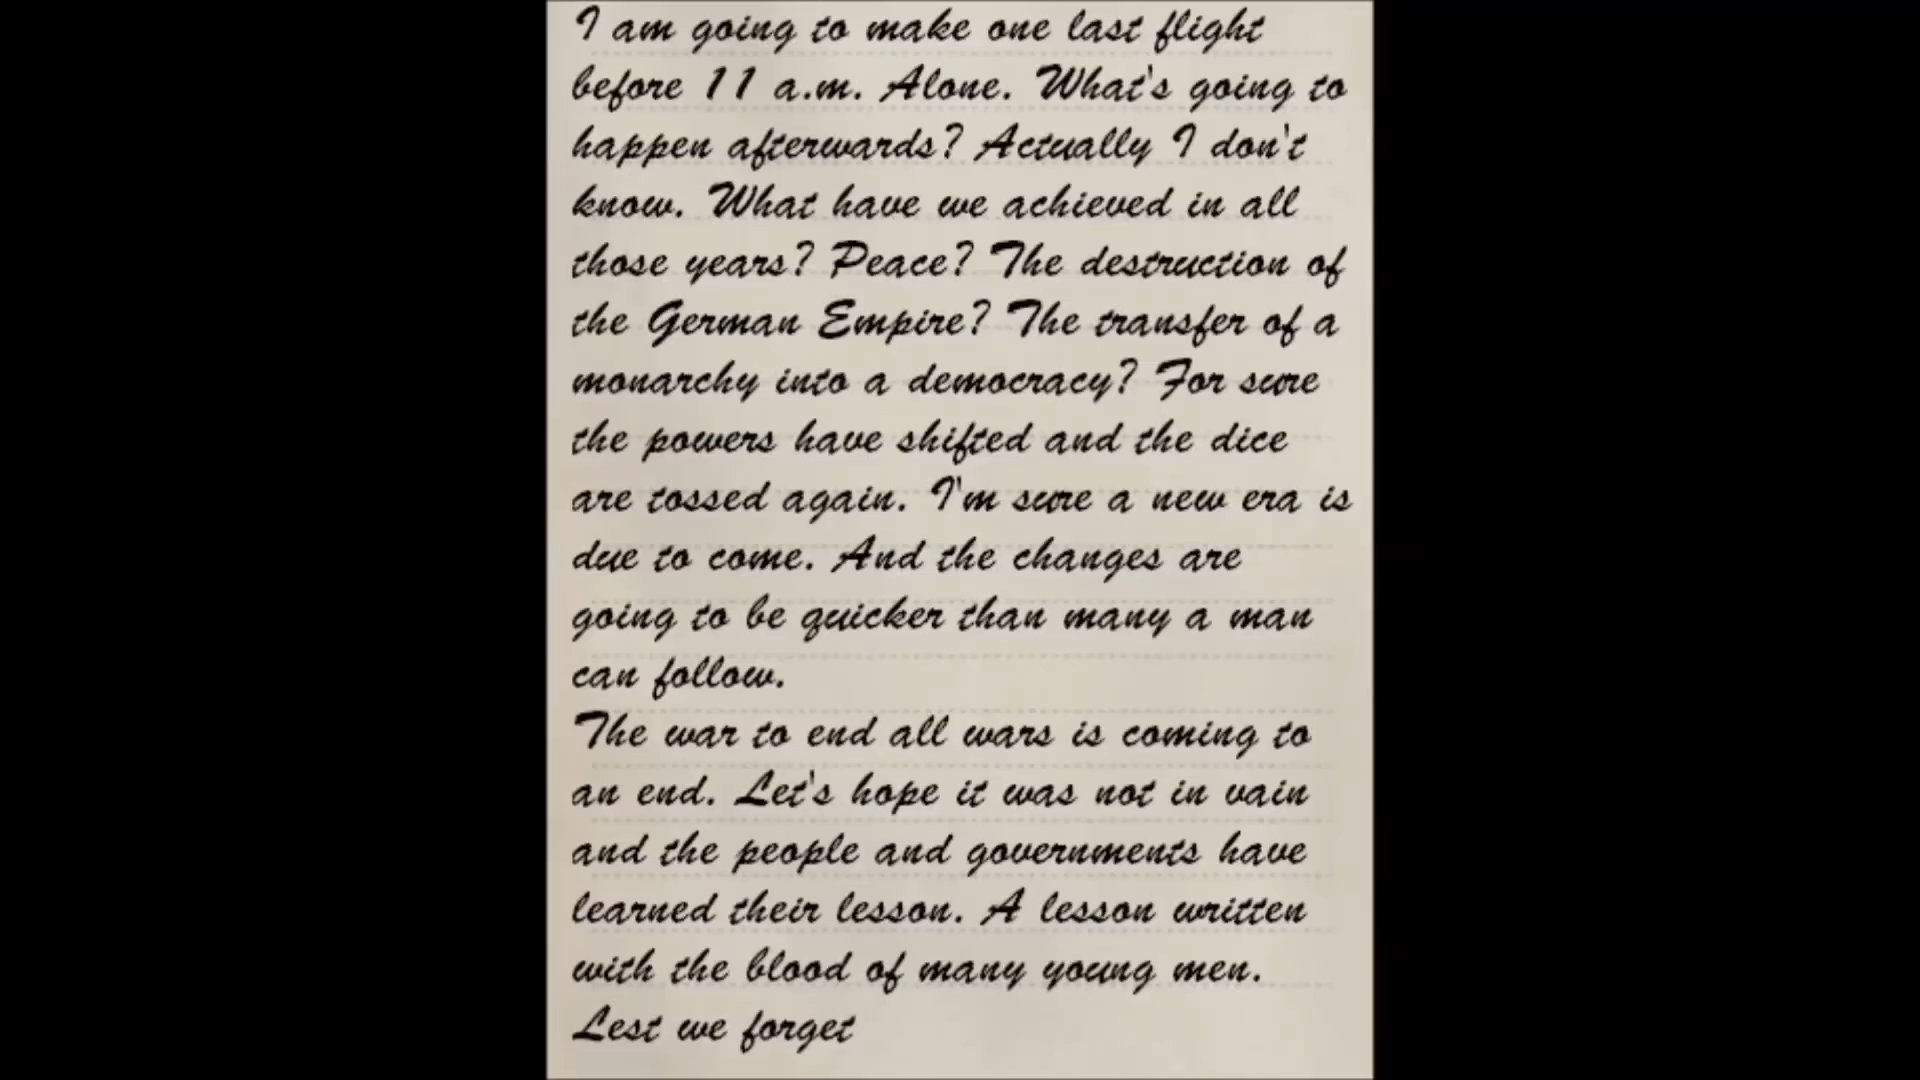 I am going to make one last flight
before 11 a.m. Alone. What's going to
happen afterwards? Actually I don't
know. What have we achieved in all
those years? Peace? The destruction of
the German Empire? The transfer of a
monarchy into a democracy? For sure
the powers have shifted and the dice
are tossed again. I'm sure a new era is
due to come. And the changes are
going to be quicker than many a man
can follow.
The war to end all wars is coming to
an end. Let's hope it was not in vain
and the people and governments have
learned their lesson. A lesson written
with the blood of many young men.
Lest we forget